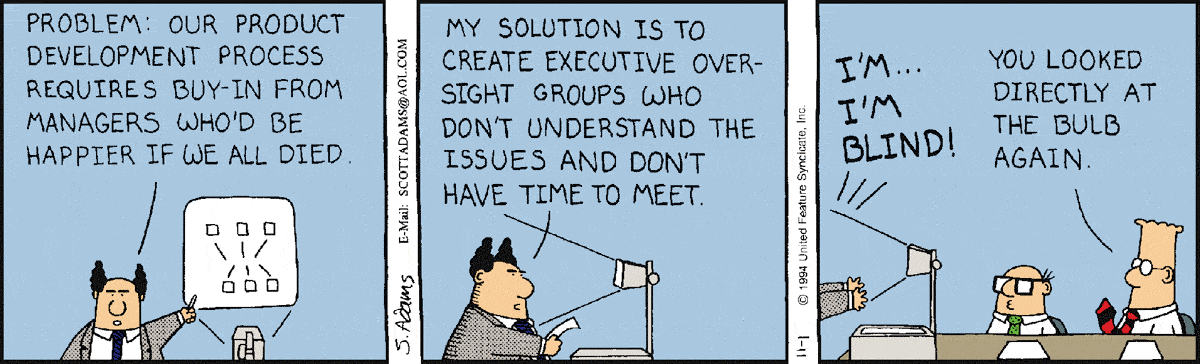 PROBLEM: OUR PRODUCT
DEVELOPMENT PROCESS
REQUIRES BUY-IN FROM
MANAGERS WHO'D BE
HAPPIER IF WE ALL DIED.
S. Adams
E-Mail: SCOTTADAMS@AOL.COM
MY SOLUTION IS TO
CREATE EXECUTIVE OVER-
SIGHT GROUPS WHO
DON'T UNDERSTAND THE
ISSUES AND DON'T
HAVE TIME TO MEET.
11-1
© 1994 United Feature Syndicate, Inc.
I'M...
I'M
BLIND!
YOU LOOKED
DIRECTLY AT
THE BULB
AGAIN.